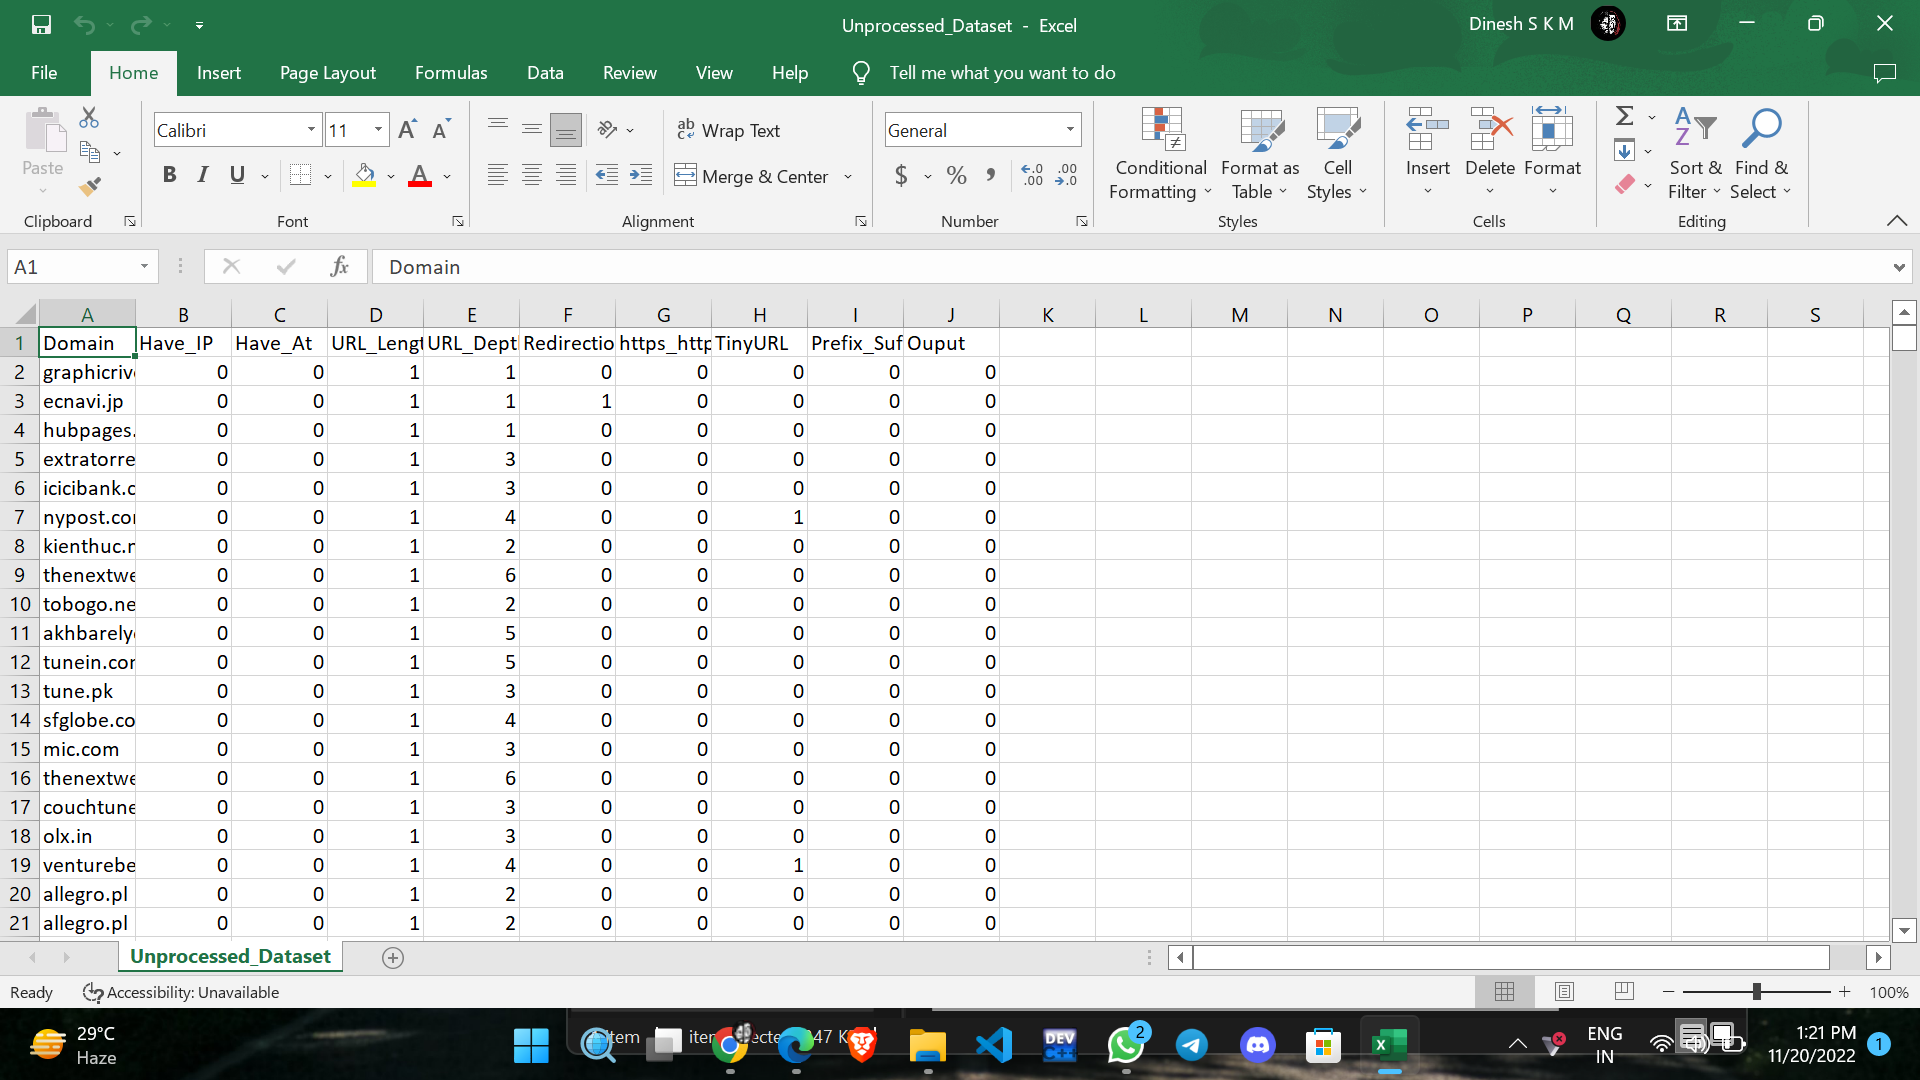 Unprocessed_Dataset - Excel
Dinesh S K M
File Home Insert Page Layout Formulas Data Review View Help Tell me what you want to do
Calibri 11
Wrap Text
General
Paste
B I U
Merge & Center
$ % ,
Conditional Formatting
Format as Table
Cell Styles
Insert Delete Format
Sort & Filter
Find & Select
Clipboard Font Alignment Number Styles Cells Editing
A1 fx Domain
A B C D E F G H I J K L M N O P Q R S
1 Domain Have_IP Have_At URL_Lengt URL_Dept Redirectio https_http TinyURL Prefix_Suf Ouput
2 graphicriv 0 0 1 1 0 0 0 0 0
3 ecnavi.jp 0 0 1 1 1 0 0 0 0
4 hubpages. 0 0 1 1 0 0 0 0 0
5 extratorre 0 0 1 3 0 0 0 0 0
6 icicibank.c 0 0 1 3 0 0 0 0 0
7 nypost.co 0 0 1 4 0 0 1 0 0
8 kienthuc.n 0 0 1 2 0 0 0 0 0
9 thenextwe 0 0 1 6 0 0 0 0 0
10 tobogo.ne 0 0 1 2 0 0 0 0 0
11 akhbarely 0 0 1 5 0 0 0 0 0
12 tunein.co 0 0 1 5 0 0 0 0 0
13 tune.pk 0 0 1 3 0 0 0 0 0
14 sfglobe.co 0 0 1 4 0 0 0 0 0
15 mic.com 0 0 1 3 0 0 0 0 0
16 thenextwe 0 0 1 6 0 0 0 0 0
17 couchtune 0 0 1 3 0 0 0 0 0
18 olx.in 0 0 1 3 0 0 0 0 0
19 venturebe 0 0 1 4 0 0 1 0 0
20 allegro.pl 0 0 1 2 0 0 0 0 0
21 allegro.pl 0 0 1 2 0 0 0 0 0
Unprocessed_Dataset
Ready Accessibility: Unavailable 100%
29°C
Haze
item
DEV
C++
2
ENG
IN
1:21 PM
11/20/2022
1